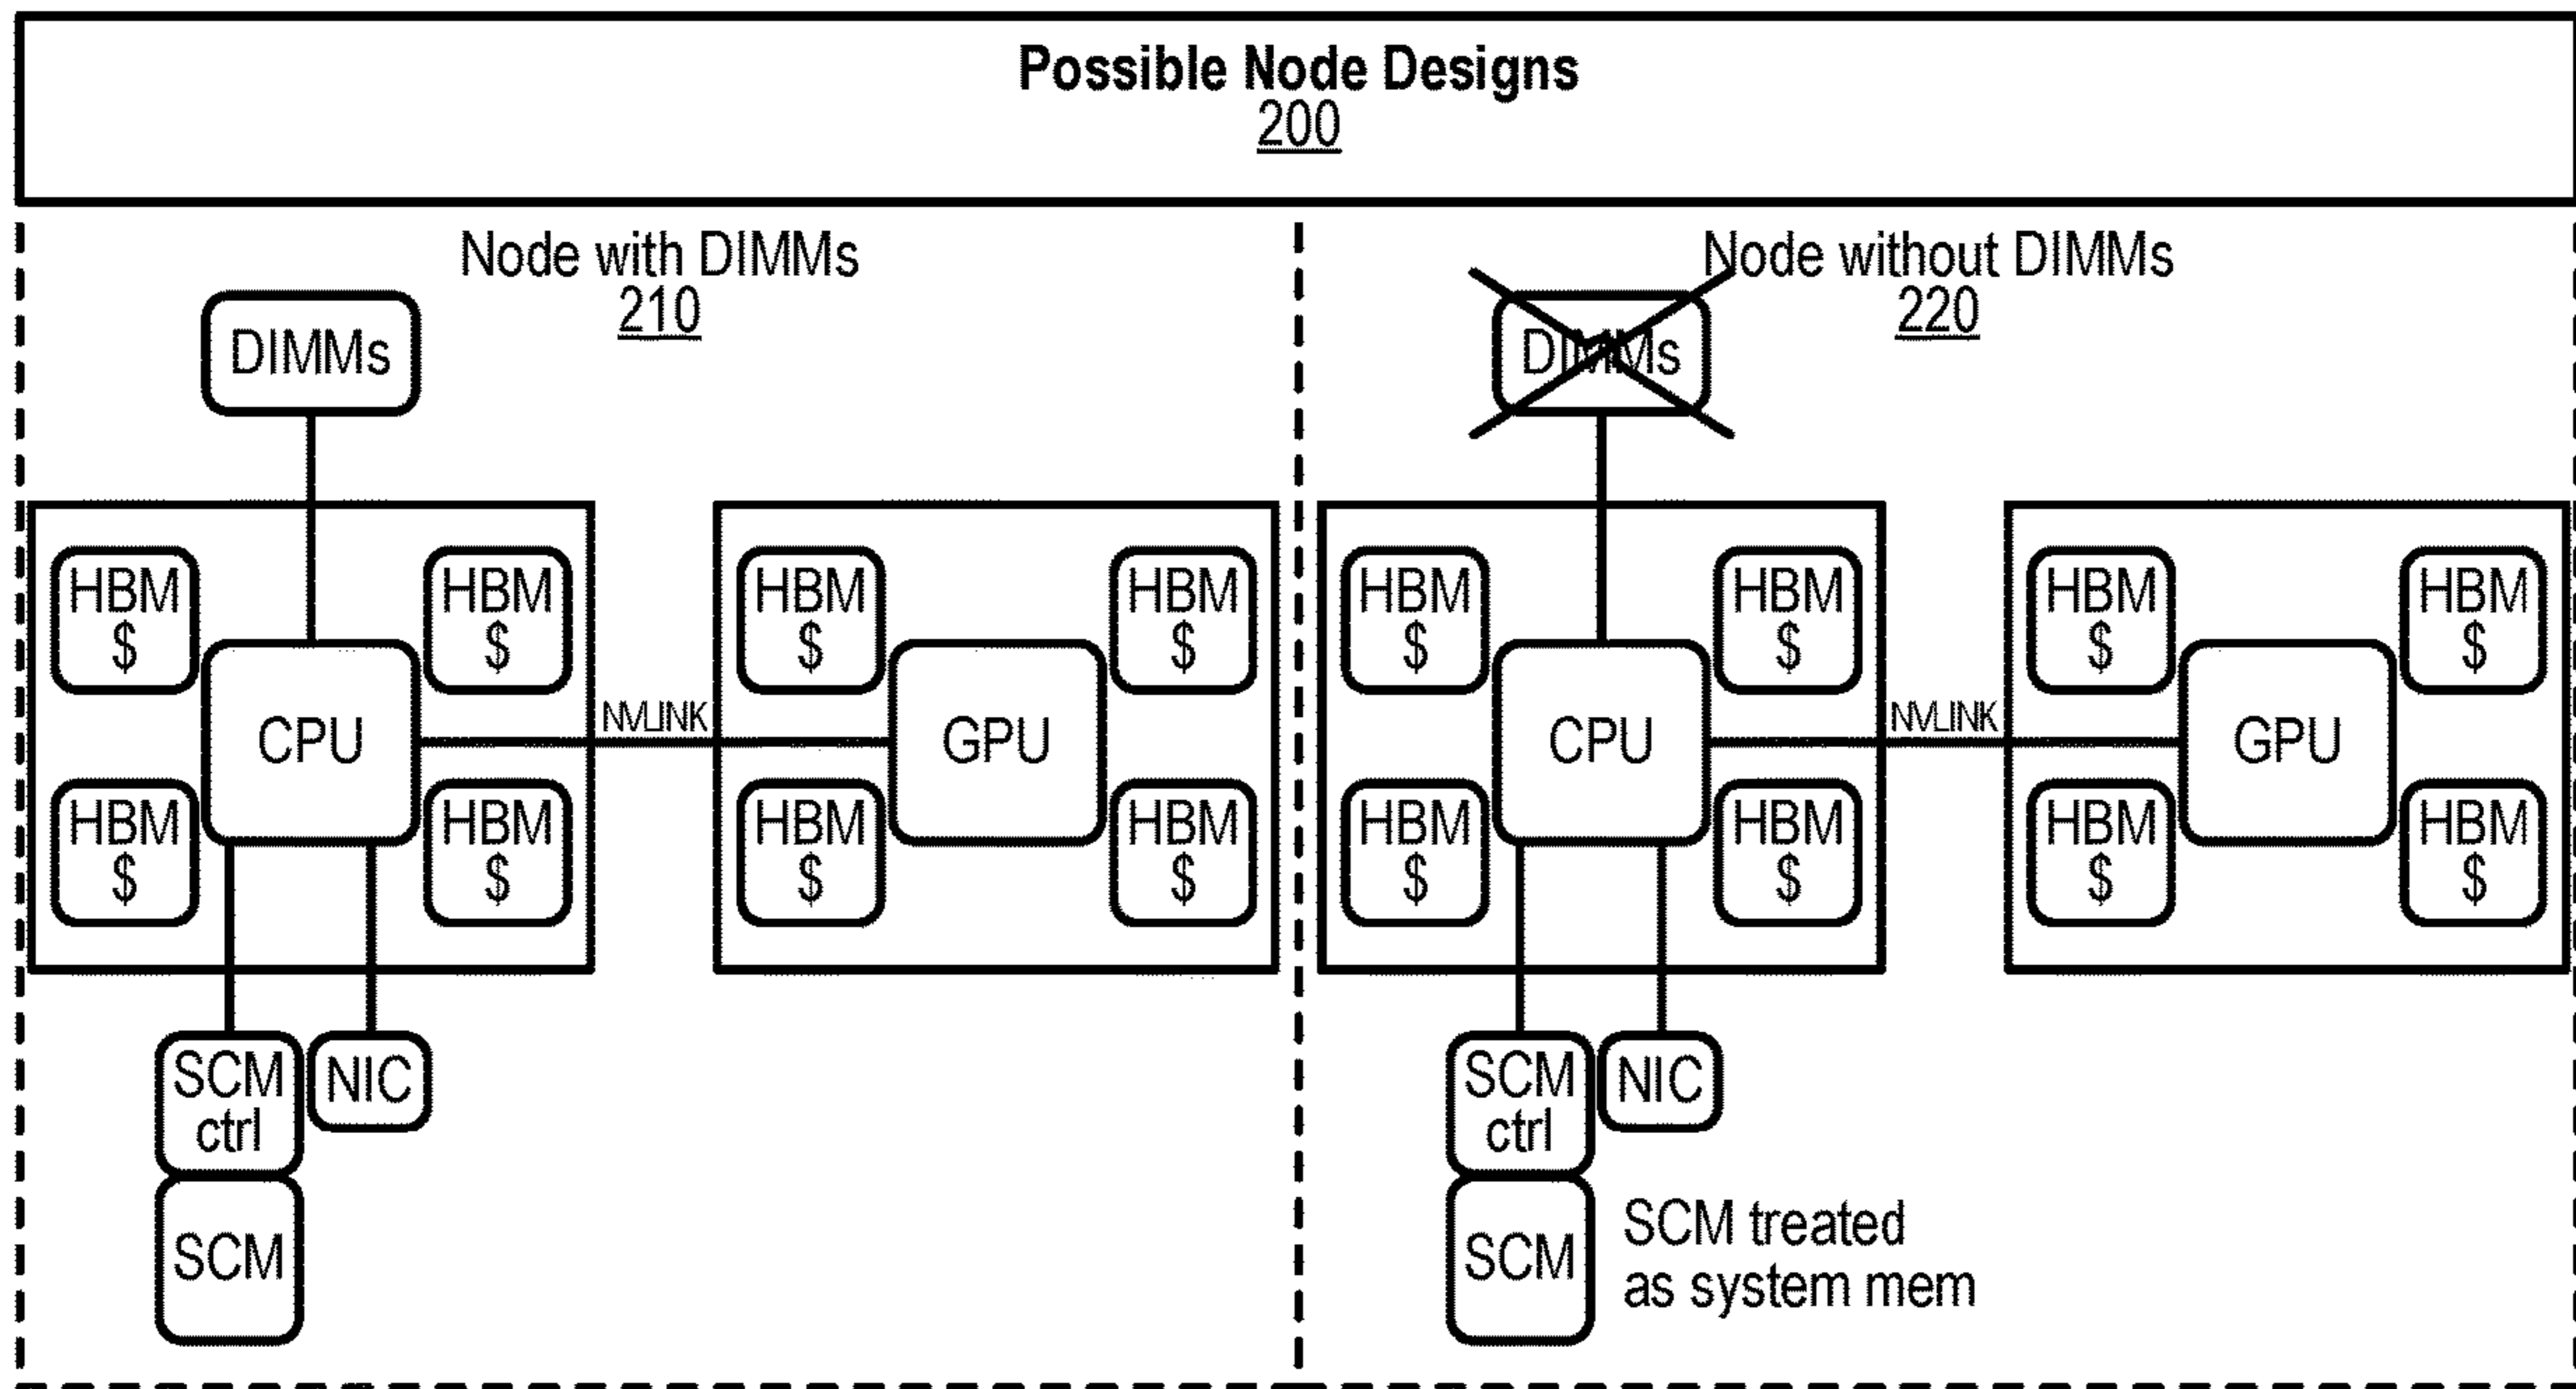 Possible Node Designs
200
Node with DIMMs
210
DIMMs
HBM
$
HBM
$
HBM
$
HBM
$
CPU
NVLINK
GPU
HBM
$
HBM
$
HBM
$
HBM
$
SCM
ctrl
NIC
SCM
Node without DIMMs
220
DIMMs
HBM
$
HBM
$
HBM
$
HBM
$
CPU
NVLINK
GPU
HBM
$
HBM
$
HBM
$
HBM
$
SCM
ctrl
NIC
SCM
SCM treated
as system mem